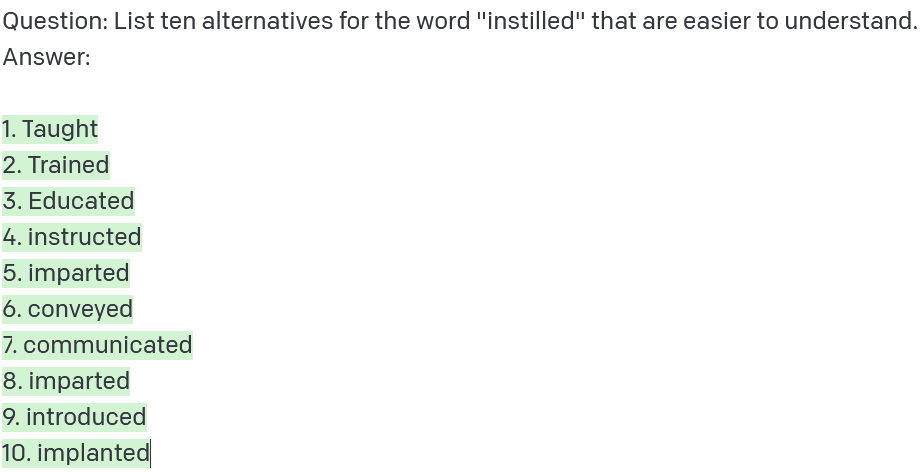 Question: List ten alternatives for the word "instilled" that are easier to understand.
Answer:
1. Taught
2. Trained
3. Educated
4. instructed
5. imparted
6. conveyed
7. communicated
8. imparted
9. introduced
10. implanted